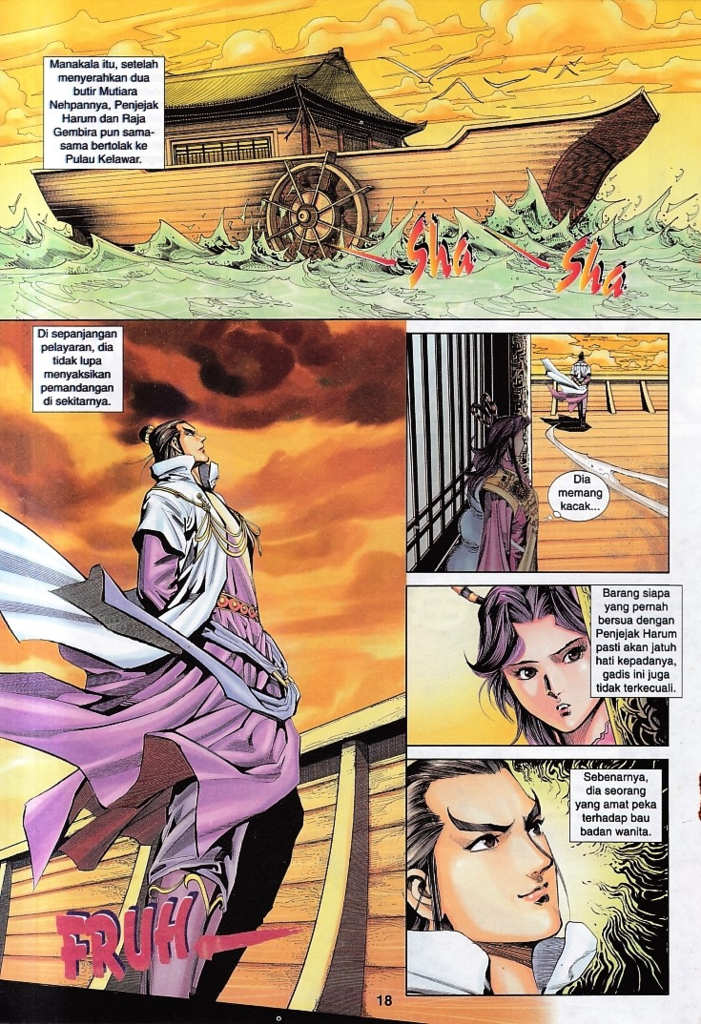 Manakala itu, setelah
menyerahkan dua
butir Mutiara
Nehpannya, Penjejak
Harum dan Raja
Gembira pun sama-
sama bertolak ke
Pulau Kelawar.
Sha
Sha
Di sepanjangan
pelayaran, dia
tidak lupa
menyaksikan
pemandangan
di sekitarnya.
Dia
memang
kacak...
Barang siapa
yang pernah
bersua dengan
Penjejak Harum
pasti akan jatuh
hati kepadanya,
gadis ini juga
tidak terkecuali.
Sebenarnya,
dia seorang
yang amat peka
terhadap bau
badan wanita.
FRUH
18